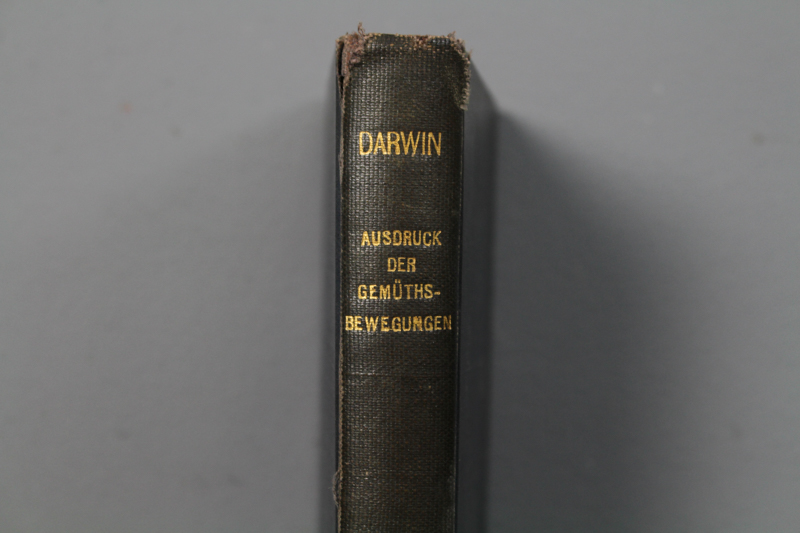 DARWIN
AUSDRUCK
DER
GEMÜTHS-
BEWEGUNGEN